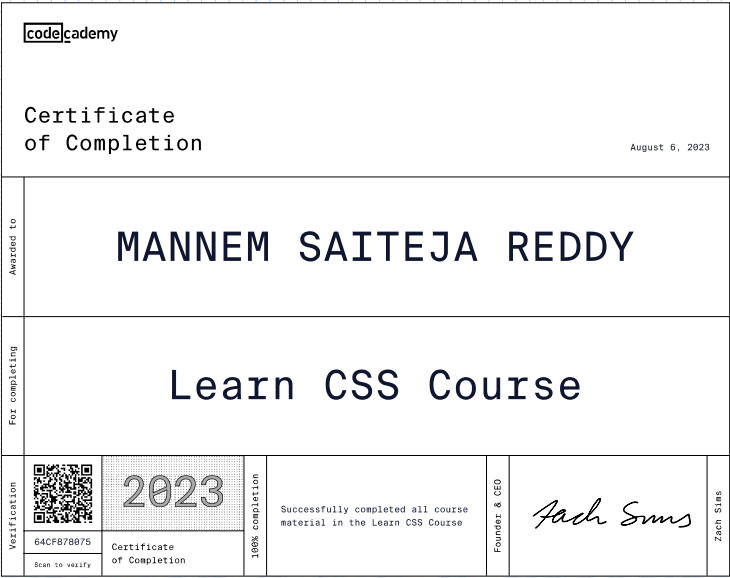 codecademy
Certificate
of Completion
August 6, 2023
Awarded to
MANNEM SAITEJA REDDY
For completing
Learn CSS Course
Verification
64CF878075
Scan to verify
2023
Certificate
of Completion
100% completion
Successfully completed all course
material in the Learn CSS Course
Founder & CEO
Zach Sims
Zach Sims